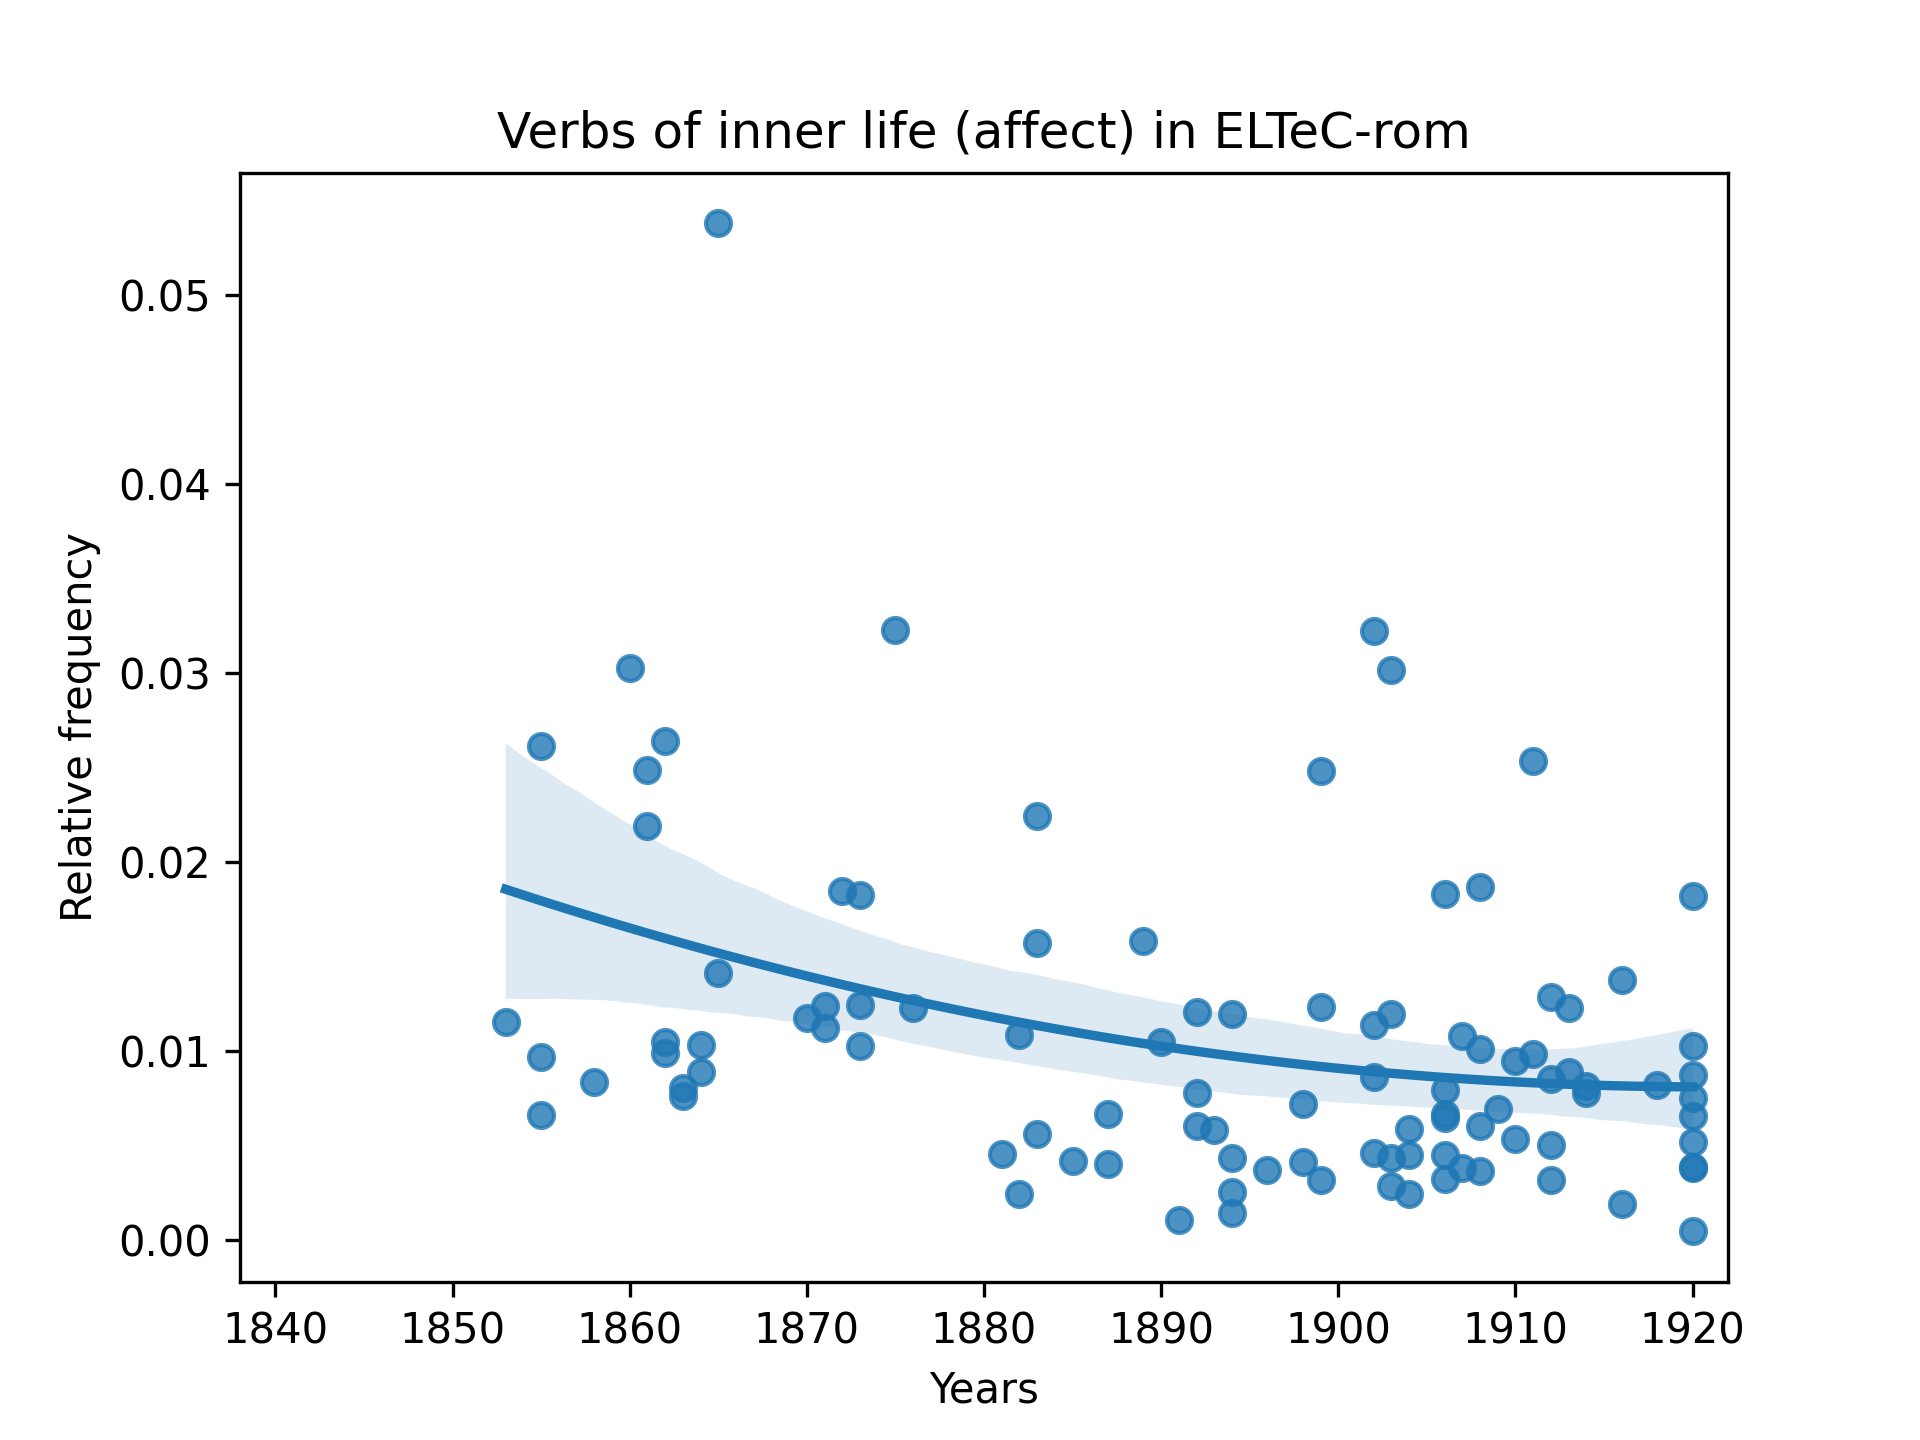 Verbs of inner life (affect) in ELTeC-rom
0.05
0.04
0.03
0.02
0.01
0.00
Relative frequency
1840 1850 1860 1870 1880 1890 1900 1910 1920
Years